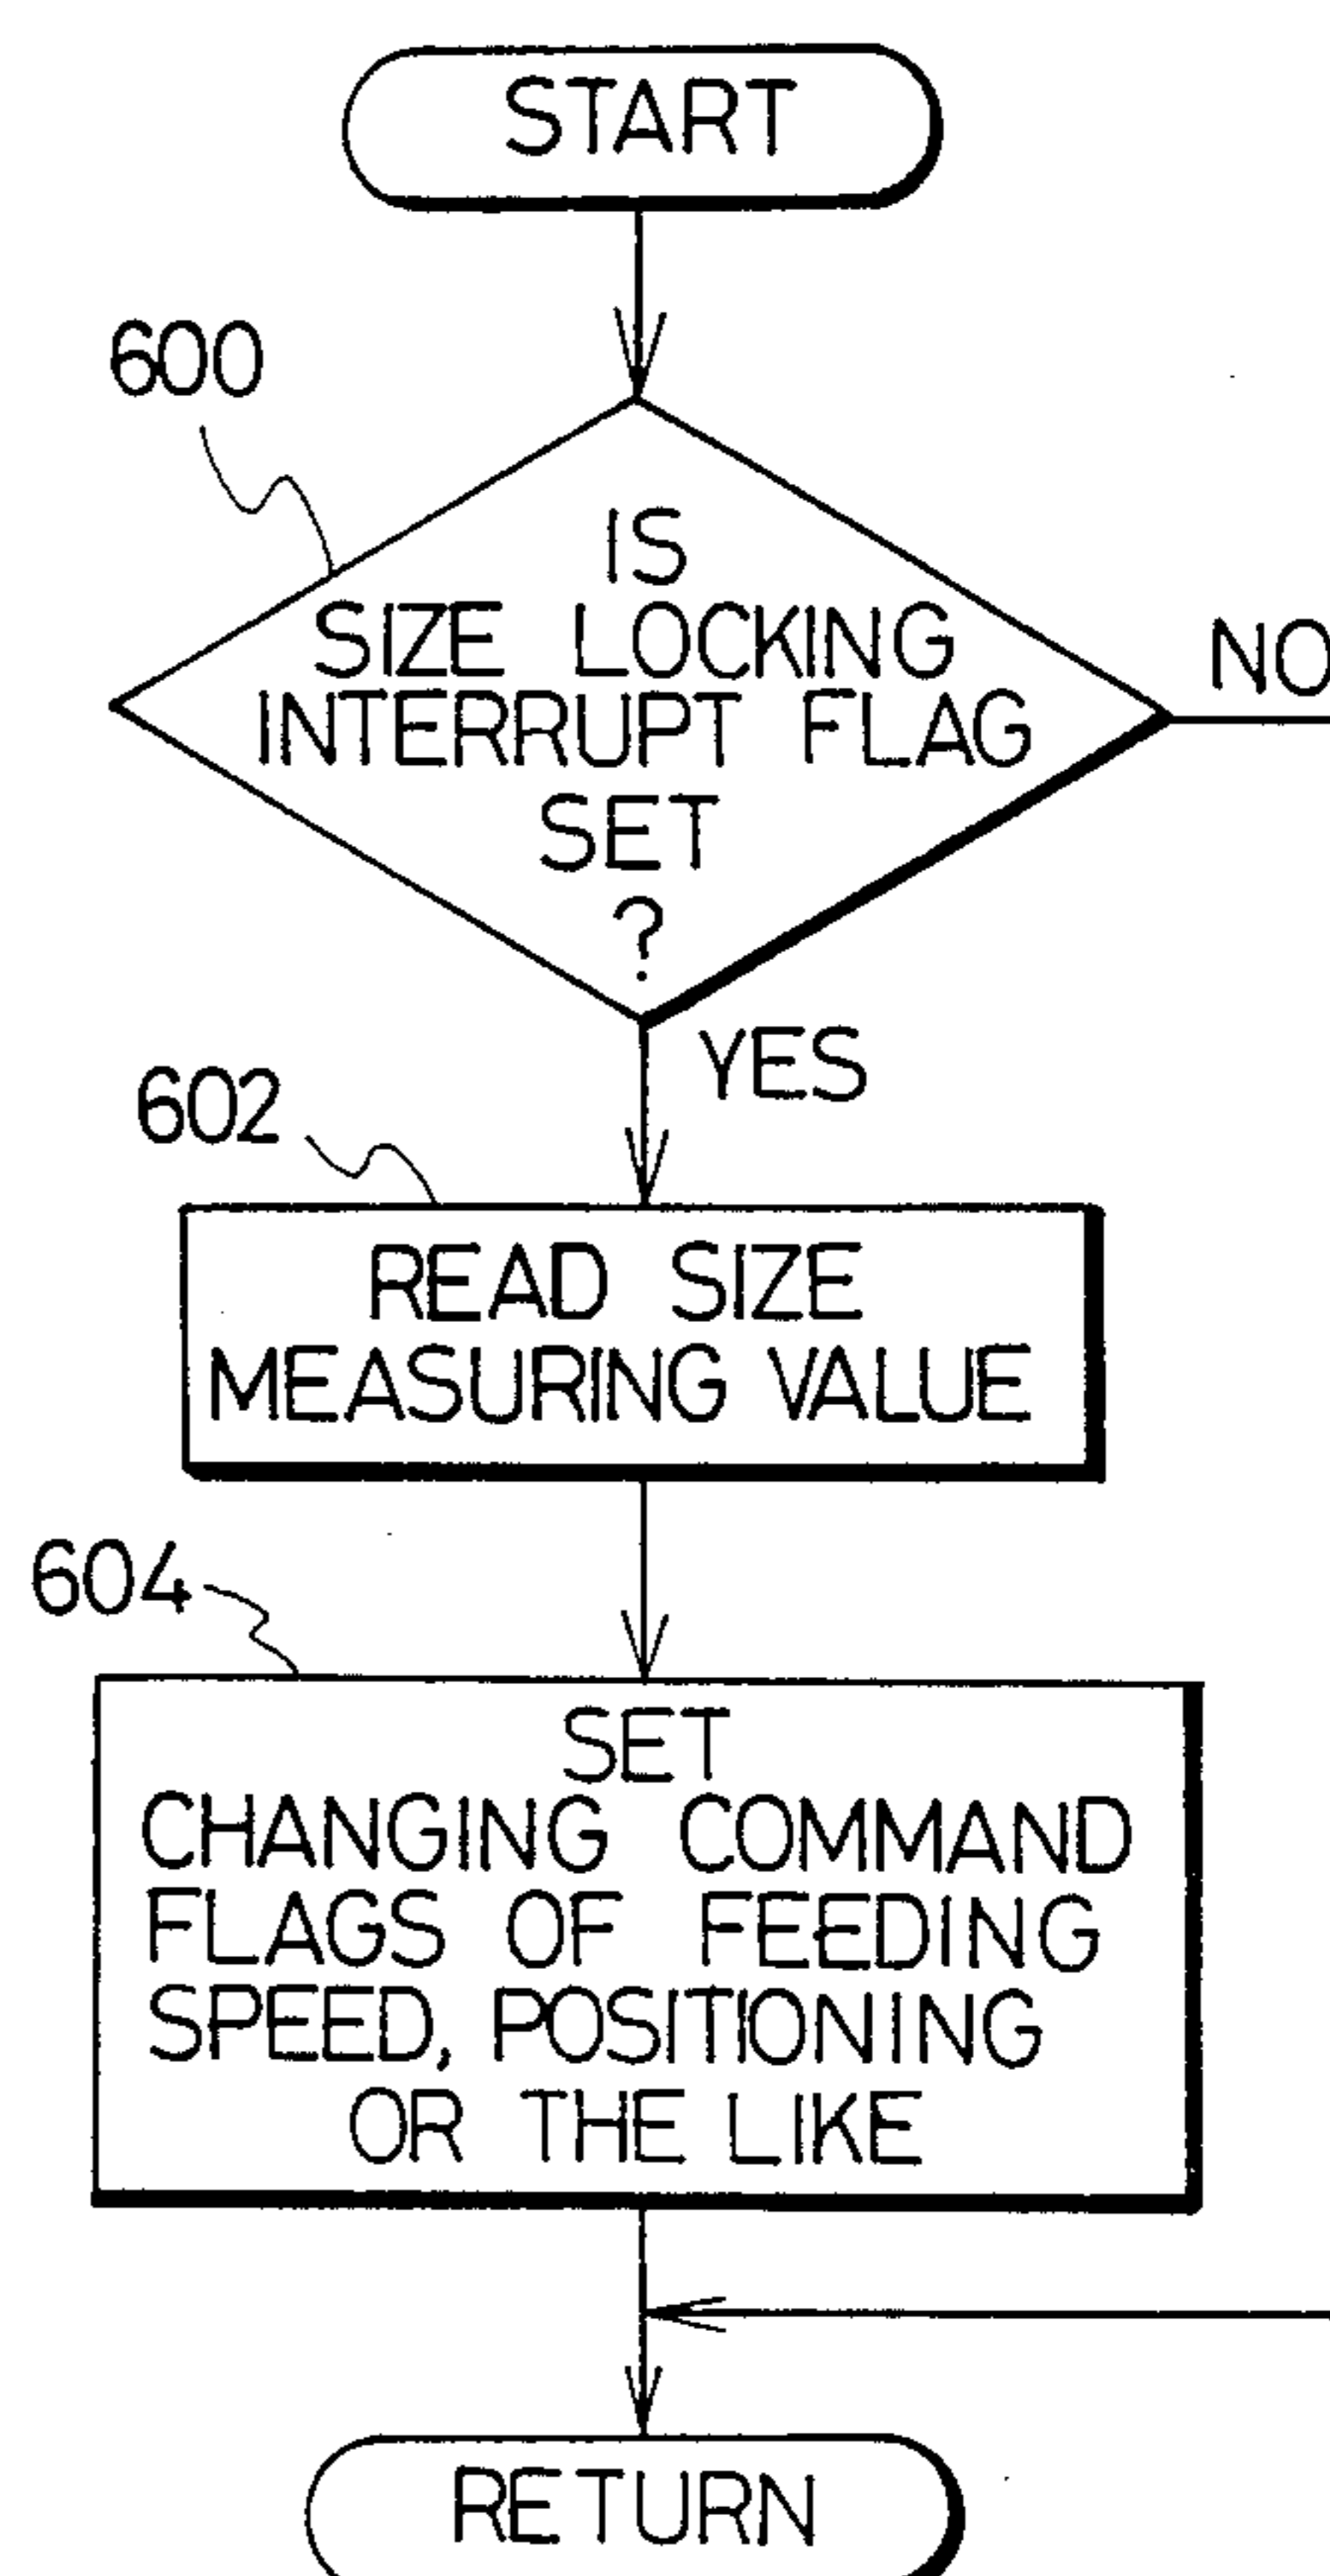 START
600
IS
SIZE LOCKING
INTERRUPT FLAG
SET
?
NO
YES
602
READ SIZE
MEASURING VALUE
604
SET
CHANGING COMMAND
FLAGS OF FEEDING
SPEED, POSITIONING
OR THE LIKE
RETURN